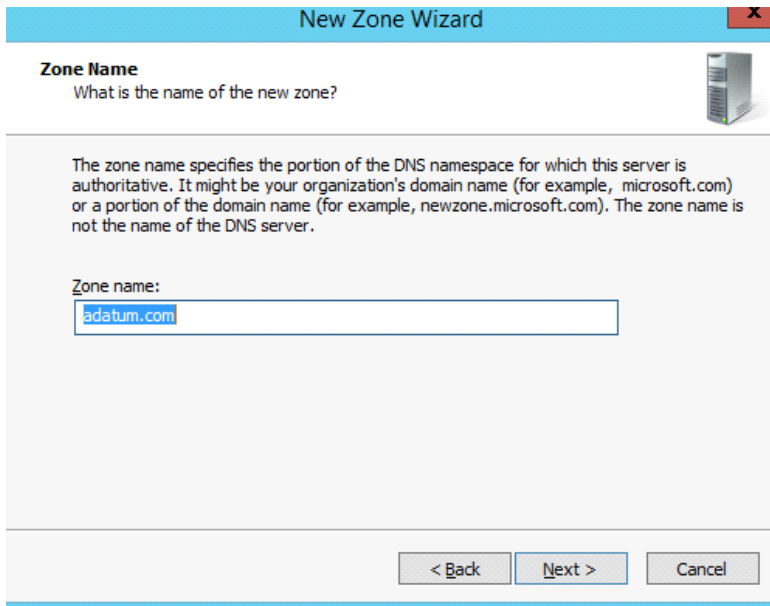 New Zone Wizard
x
Zone Name
What is the name of the new zone?
The zone name specifies the portion of the DNS namespace for which this server is
authoritative. It might be your organization's domain name (for example, microsoft.com)
or a portion of the domain name (for example, newzone.microsoft.com). The zone name is
not the name of the DNS server.
Zone name:
adatum.com
< Back Next > Cancel